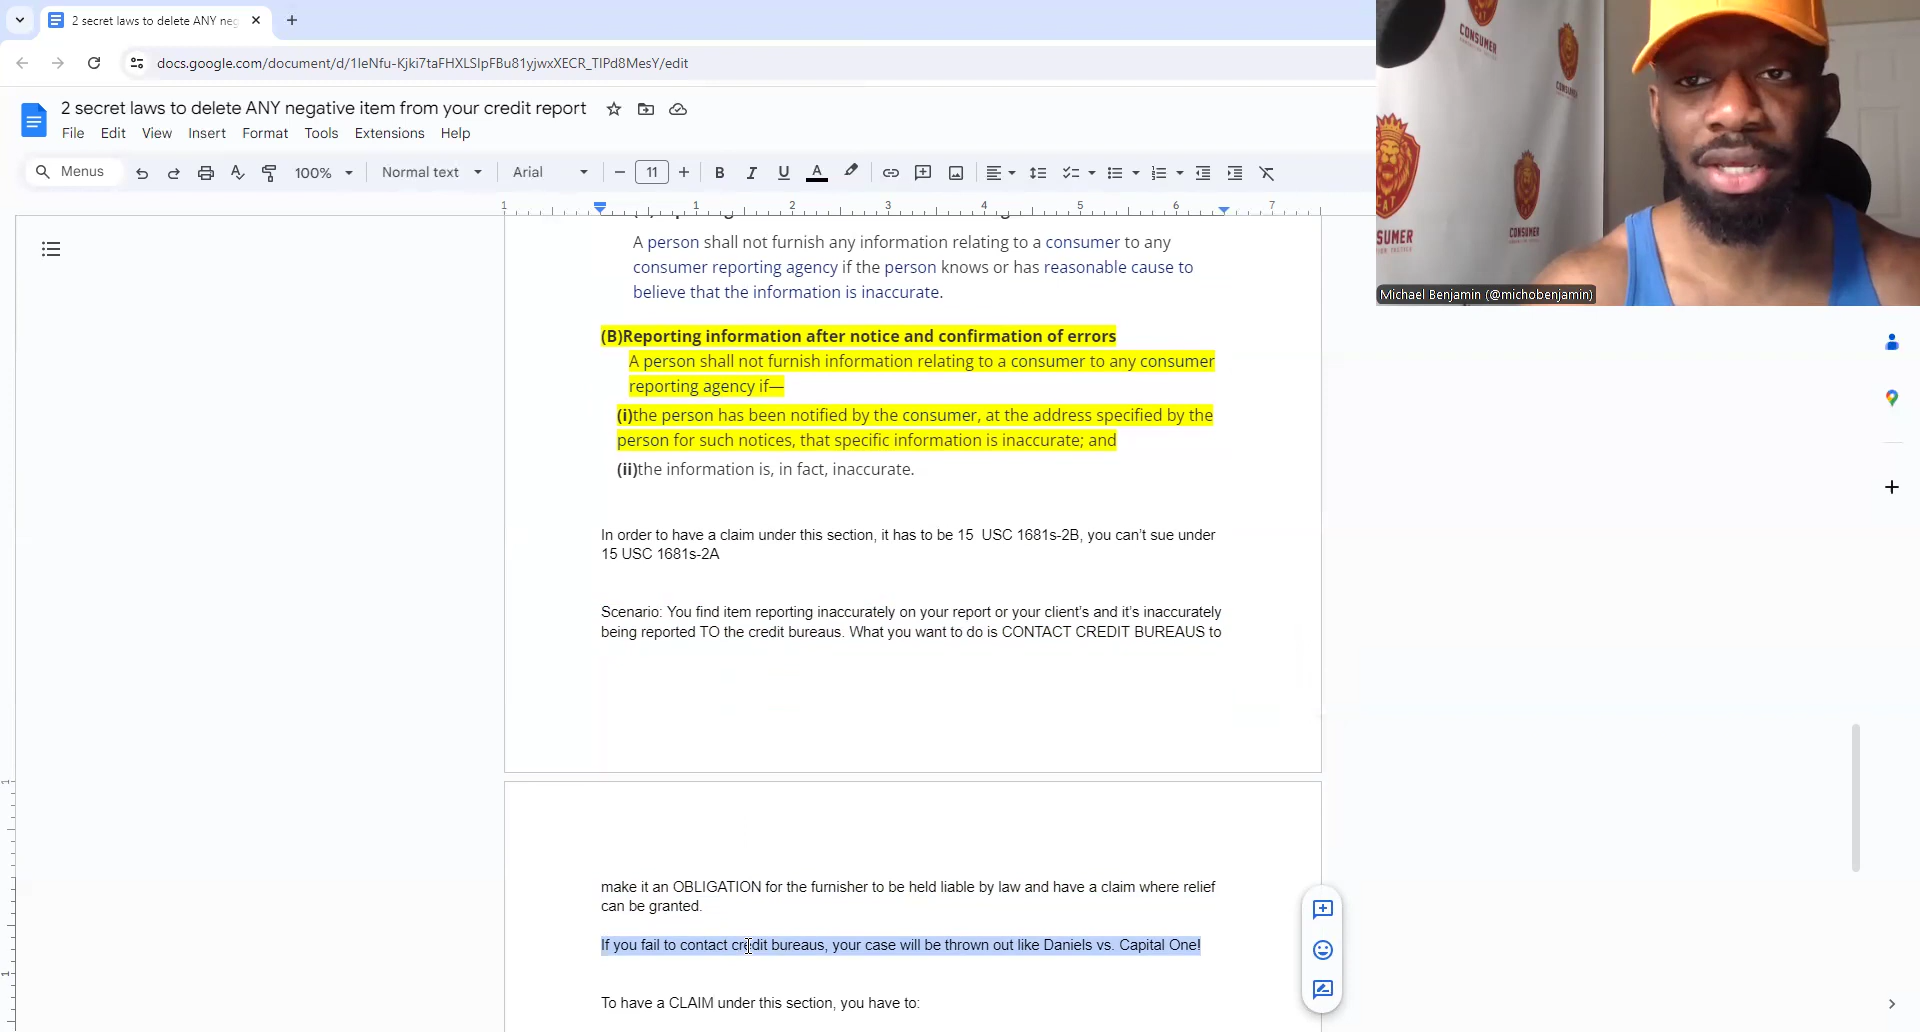 2 secret laws to delete ANY neg
docs.google.com/document/d/1IeNfu-Kjki7taFHXLSIpFBu81yjwxXECR_TIPd8MesY/edit
2 secret laws to delete ANY negative item from your credit report
File Edit View Insert Format Tools Extensions Help
Menus 100% Normal text Arial 11 B I U A
1 1 2 3 4 5 6 7
A person shall not furnish any information relating to a consumer to any
consumer reporting agency if the person knows or has reasonable cause to
believe that the information is inaccurate.
(B)Reporting information after notice and confirmation of errors
A person shall not furnish information relating to a consumer to any consumer
reporting agency if—
(i)the person has been notified by the consumer, at the address specified by the
person for such notices, that specific information is inaccurate; and
(ii)the information is, in fact, inaccurate.
In order to have a claim under this section, it has to be 15 USC 1681s-2B, you can't sue under
15 USC 1681s-2A
Scenario: You find item reporting inaccurately on your report or your client's and it's inaccurately
being reported TO the credit bureaus. What you want to do is CONTACT CREDIT BUREAUS to
make it an OBLIGATION for the furnisher to be held liable by law and have a claim where relief
can be granted.
If you fail to contact credit bureaus, your case will be thrown out like Daniels vs. Capital One!
To have a CLAIM under this section, you have to:
CONSUMER
CONSUMER
Michael Benjamin (@michobenjamin)